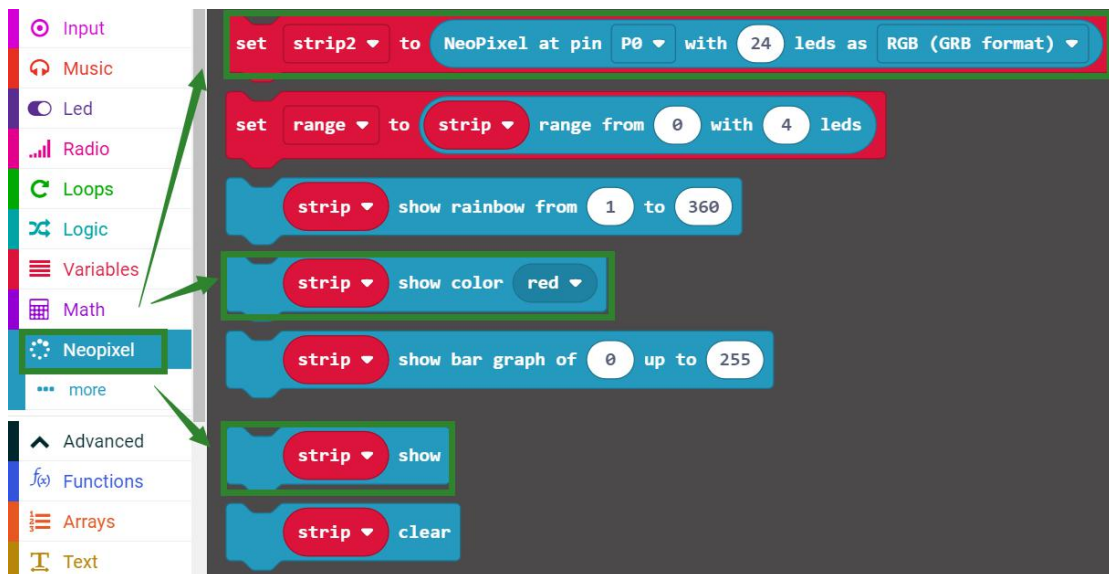 Input
Music
Led
Radio
Loops
Logic
Variables
Math
Neopixel
more
Advanced
f(x) Functions
Arrays
Text
set strip2 to NeoPixel at pin P0 with 24 leds as RGB (GRB format)
set range to strip range from 0 with 4 leds
strip show rainbow from 1 to 360
strip show color red
strip show bar graph of 0 up to 255
strip show
strip clear